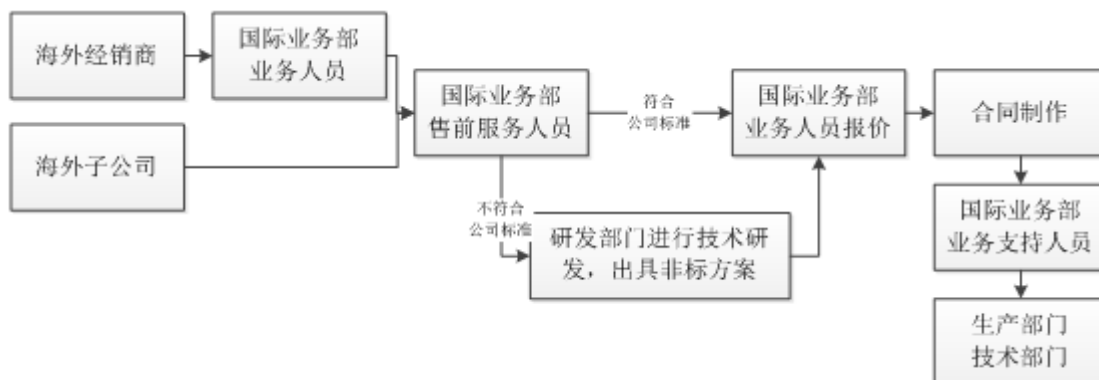 海外经销商
国际业务部
业务人员
海外子公司
国际业务部
售前服务人员
符合
公司标准
不符合
公司标准
研发部门进行技术研
发，出具非标方案
国际业务部
业务人员报价
合同制作
国际业务部
业务支持人员
生产部门
技术部门